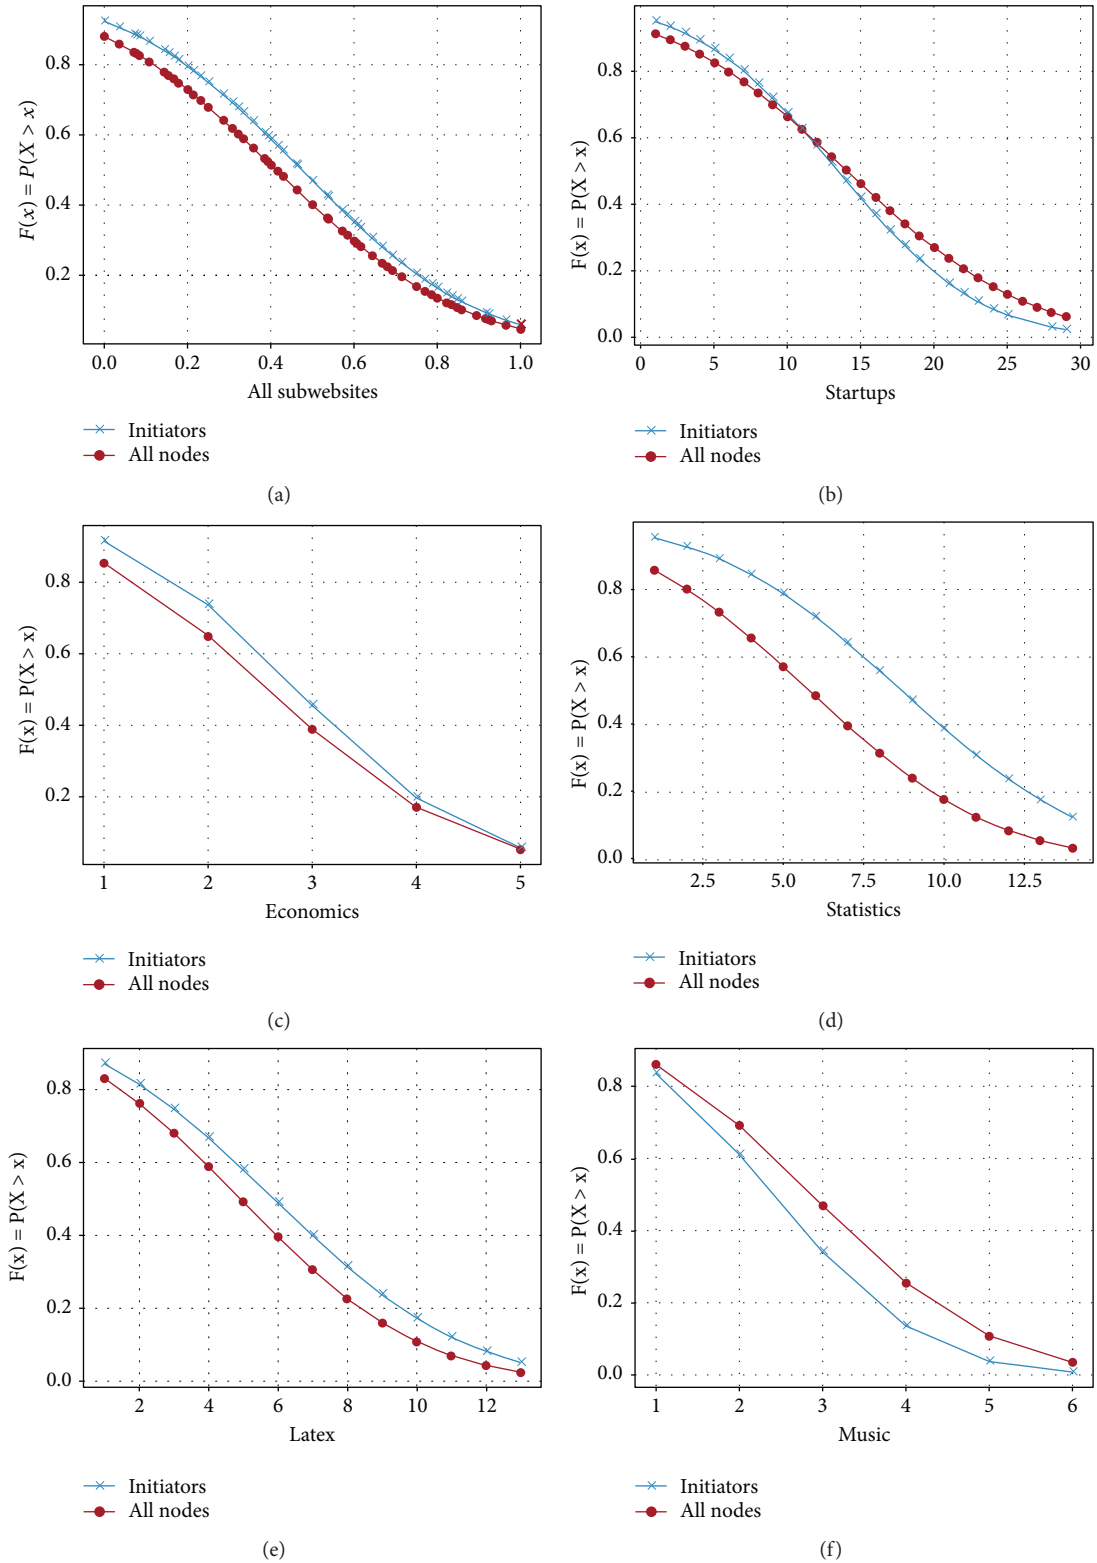 F(x) = P(X > x)
0.8
0.6
0.4
0.2
0.0 0.2 0.4 0.6 0.8 1.0
All subwebsites
Initiators
All nodes
(a)
F(x) = P(X > x)
0.8
0.6
0.4
0.2
0.0
0 5 10 15 20 25 30
Startups
Initiators
All nodes
(b)
F(x) = P(X > x)
0.8
0.6
0.4
0.2
1 2 3 4 5
Economics
Initiators
All nodes
(c)
F(x) = P(X > x)
0.8
0.6
0.4
0.2
0.0
2.5 5.0 7.5 10.0 12.5
Statistics
Initiators
All nodes
(d)
F(x) = P(X > x)
0.8
0.6
0.4
0.2
0.0
2 4 6 8 10 12
Latex
Initiators
All nodes
(e)
F(x) = P(X > x)
0.8
0.6
0.4
0.2
0.0
1 2 3 4 5 6
Music
Initiators
All nodes
(f)